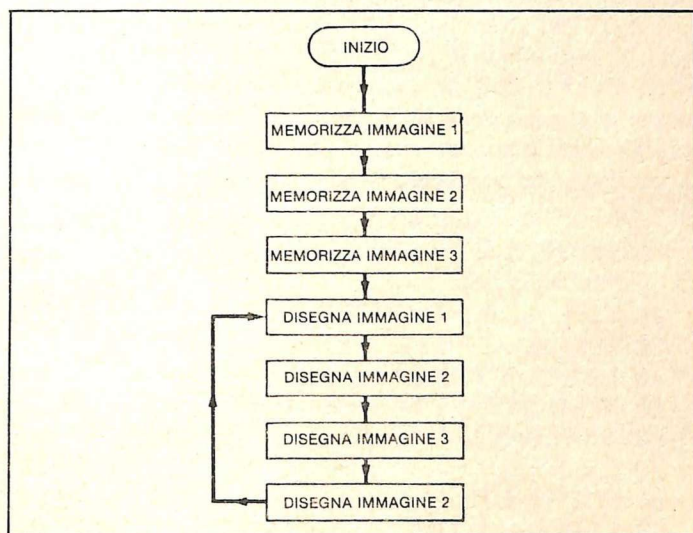 INIZIO
MEMORIZZA IMMAGINE 1
MEMORIZZA IMMAGINE 2
MEMORIZZA IMMAGINE 3
DISEGNA IMMAGINE 1
DISEGNA IMMAGINE 2
DISEGNA IMMAGINE 3
DISEGNA IMMAGINE 2